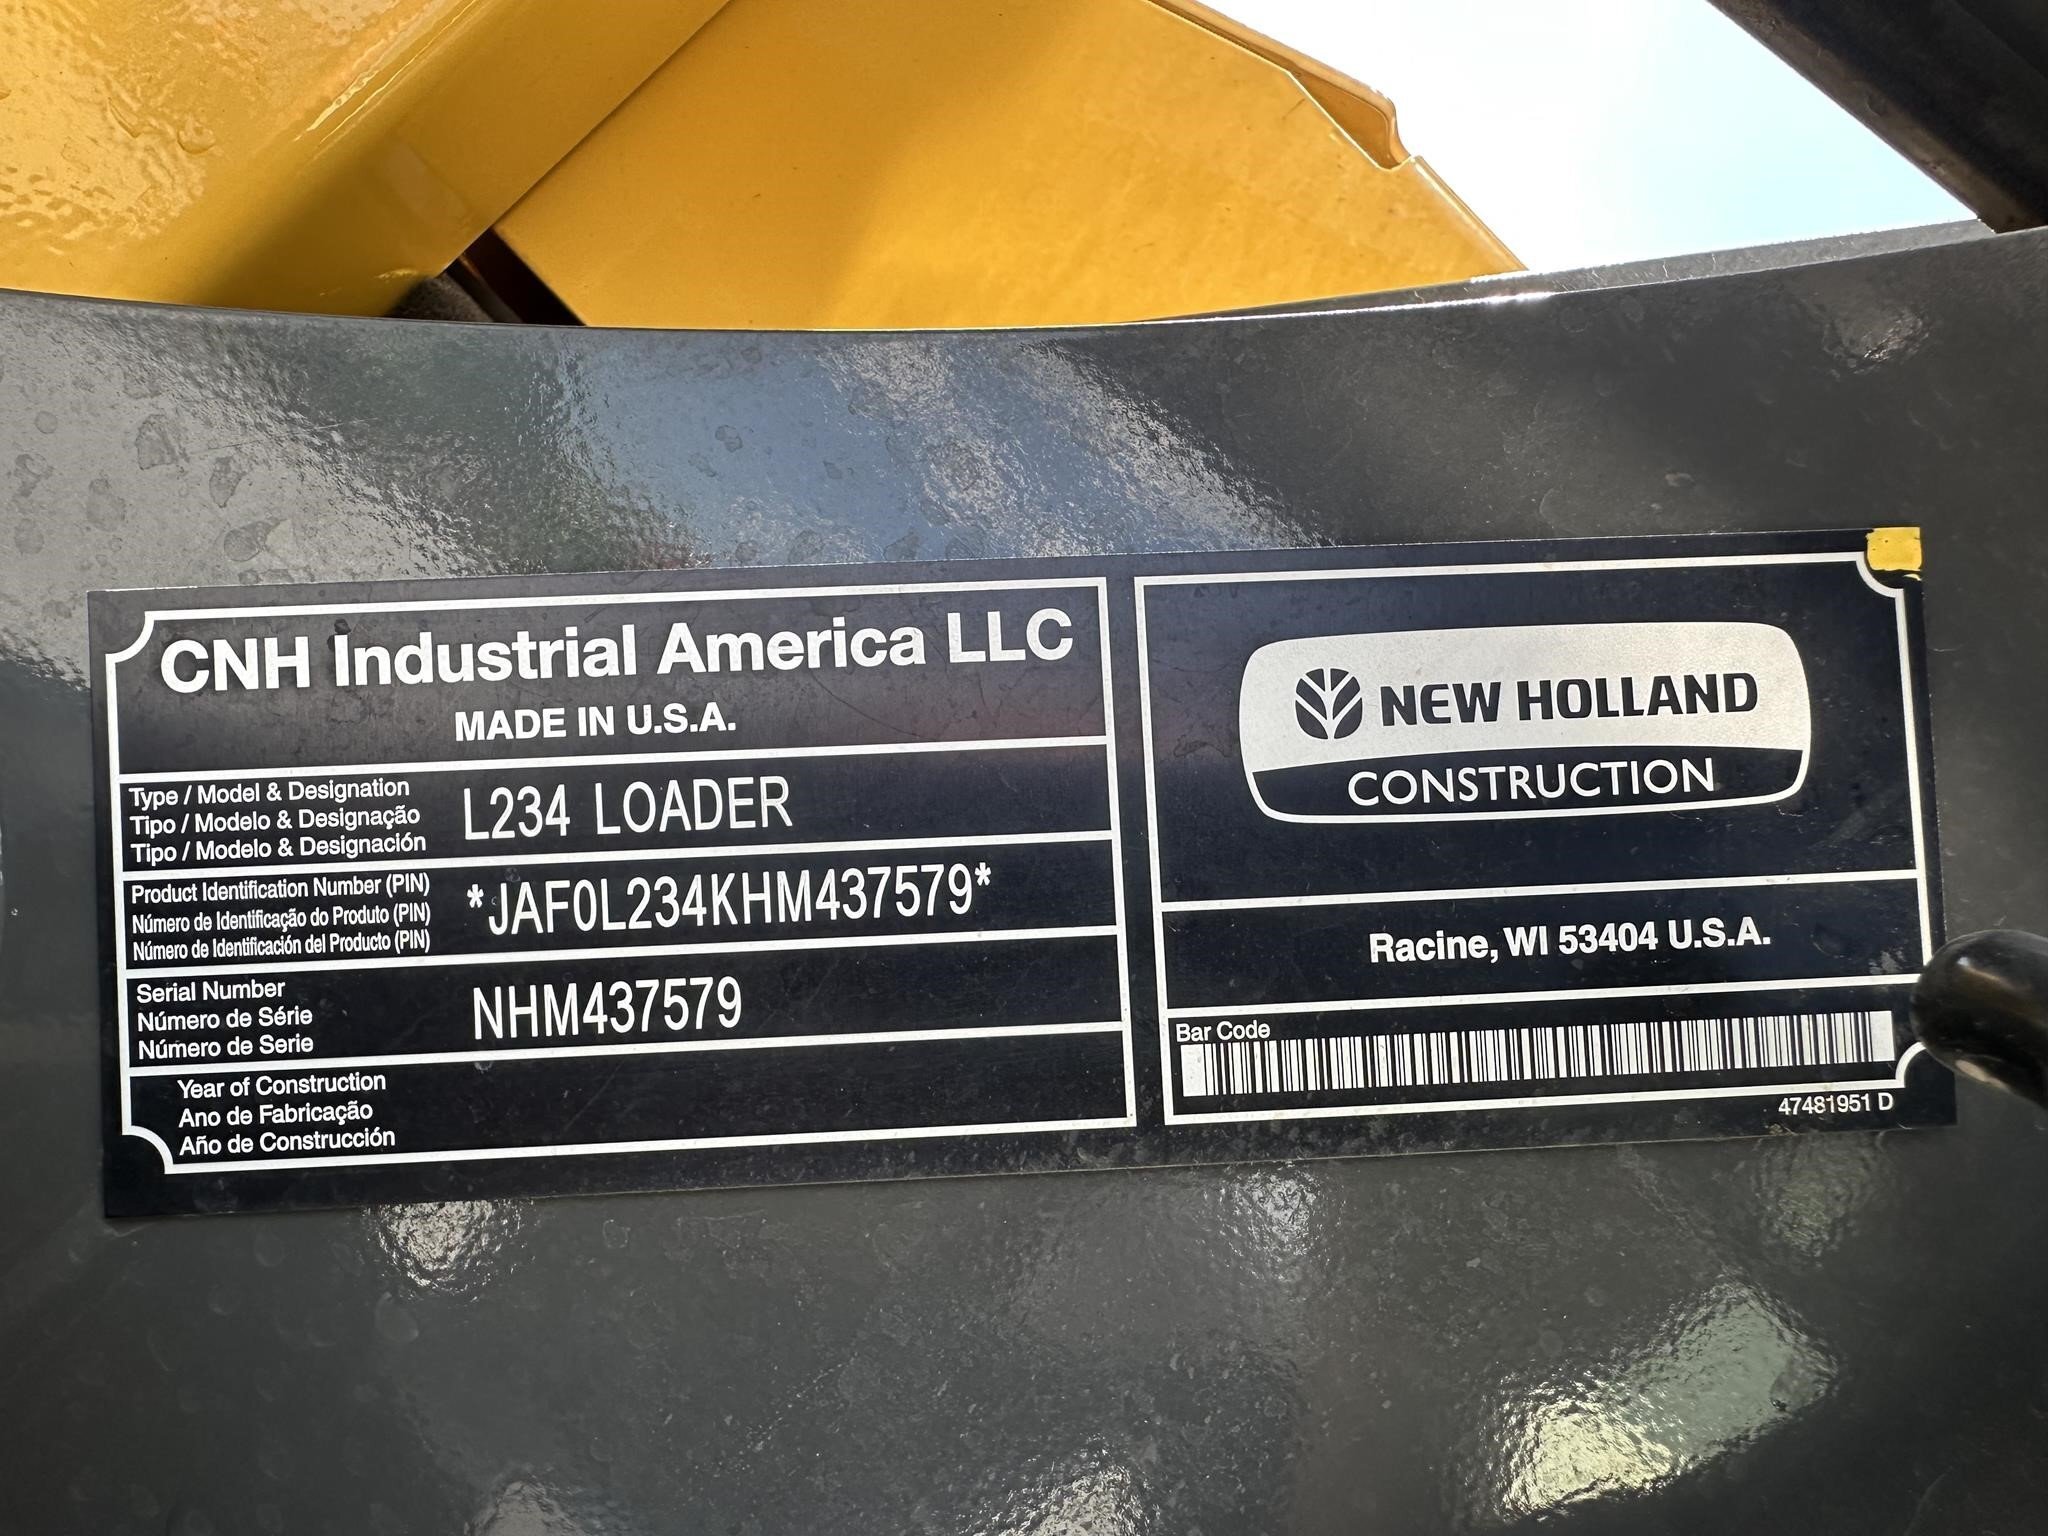 CNH Industrial America LLC
MADE IN U.S.A.
Type / Model & Designation
Tipo / Modelo & Designação
Tipo / Modelo & Designación
L234 LOADER
Product Identification Number (PIN)
Número de Identificação do Produto (PIN)
Número de Identificación del Producto (PIN)
*JAF0L234KHM437579*
Serial Number
Número de Série
Número de Serie
NHM437579
Year of Construction
Ano de Fabricação
Año de Construcción
NEW HOLLAND
CONSTRUCTION
Racine, WI 53404 U.S.A.
Bar Code
47481951 D